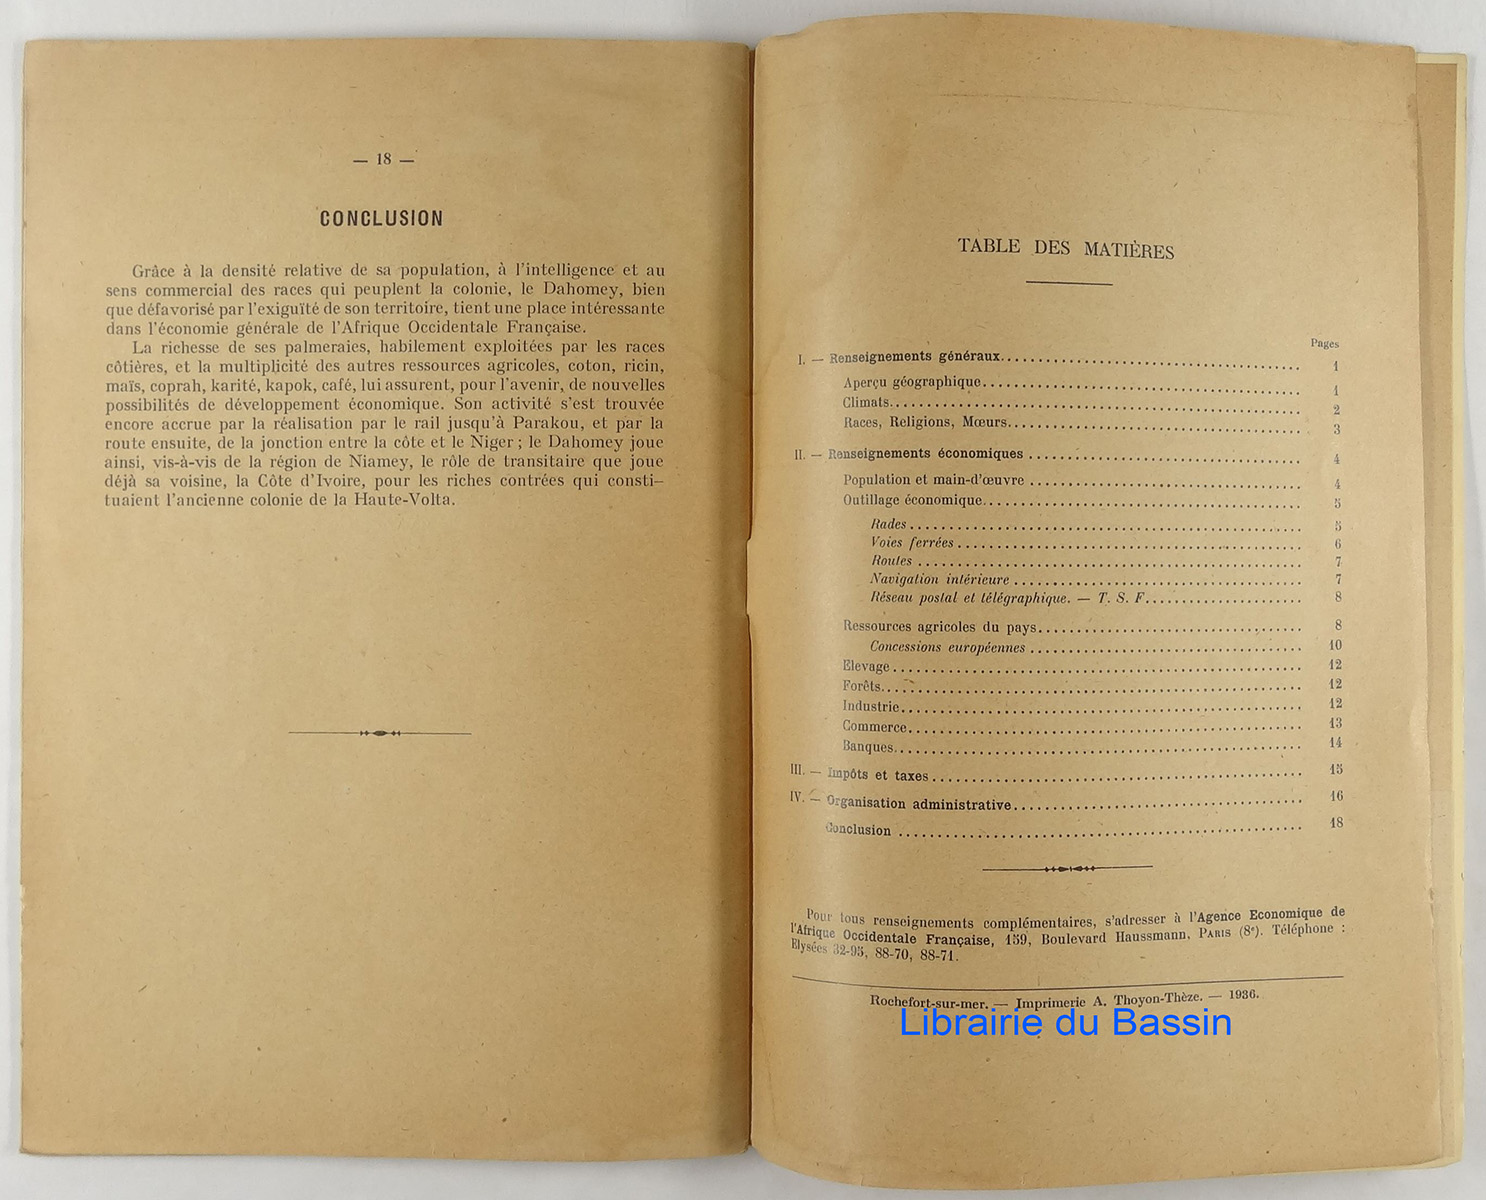 — 18 —
CONCLUSION
Grâce à la densité relative de sa population, à l'intelligence et au
sens commercial des races qui peuplent la colonie, le Dahomey, bien
que défavorisé par l'exiguïté de son territoire, tient une place intéressante
dans l'économie générale de l'Afrique Occidentale Française.
La richesse de ses palmeraies, habilement exploitées par les races
côtières, et la multiplicité des autres ressources agricoles, coton, ricin,
maïs, coprah, karité, kapok, café, lui assurent, pour l'avenir, de nouvelles
possibilités de développement économique. Son activité s'est trouvée
encore accrue par la réalisation par le rail jusqu'à Parakou, et par la
route ensuite, de la jonction entre la côte et le Niger ; le Dahomey joue
ainsi, vis-à-vis de la région de Niamey, le rôle de transitaire que joue
déjà sa voisine, la Côte d'Ivoire, pour les riches contrées qui consti-
tuaient l'ancienne colonie de la Haute-Volta.
TABLE DES MATIÈRES
Pages
I. — Renseignements généraux........ 1
Aperçu géographique........ 1
Climats........ 2
Races, Religions, Mœurs........ 3
II. — Renseignements économiques ........ 4
Population et main-d'œuvre ........ 4
Outillage économique........ 5
Rades ........ 5
Voies ferrées ........ 6
Routes ........ 7
Navigation intérieure ........ 7
Réseau postal et télégraphique. — T. S. F........ 8
Ressources agricoles du pays........ 8
Concessions européennes ........ 10
Elevage ........ 12
Forêts........ 12
Industrie........ 12
Commerce........ 13
Banques........ 14
III. — Impôts et taxes ........ 15
IV. — Organisation administrative........ 16
Conclusion ........ 18
Pour tous renseignements complémentaires, s'adresser à l'Agence Economique de
l'Afrique Occidentale Française, 159, Boulevard Haussmann, PARIS (8e). Téléphone :
Elysées 32-95, 88-70, 88-71.
Rochefort-sur-mer. — Imprimerie A. Thoyon-Thèze. — 1936.
Librairie du Bassin